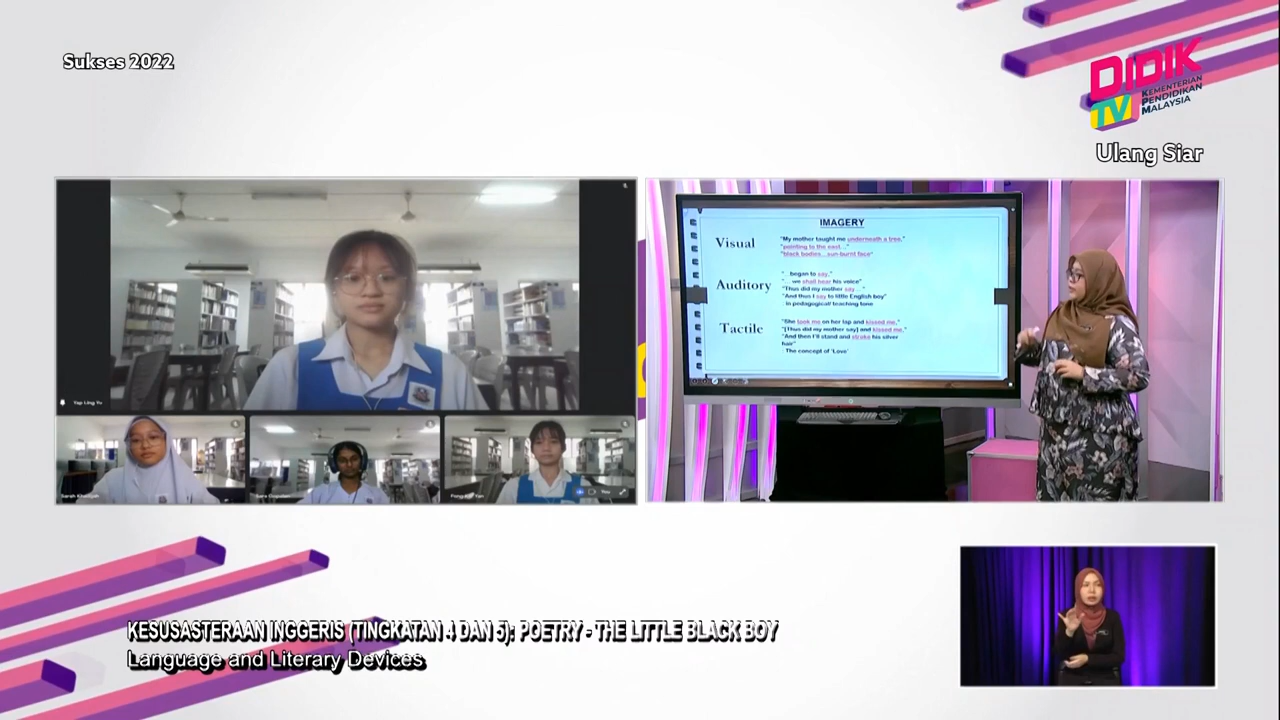 Sukses 2022
DIDIK
TV
KEMENTERIAN
PENDIDIKAN
MALAYSIA
Ulang Siar
IMAGERY
Visual
"My mother taught me underneath a tree,"
"pointing to the east..."
"black bodies... sun-burnt face"
Auditory
"... began to say,"
"... we shall hear his voice"
"Thus did my mother say ..."
"And then I say to little English boy"
in pedagogical/ teaching tone
Tactile
"She took me on her lap and kissed me,"
"[Thus did my mother say] and kissed me,"
"And then I'll stand and stroke his silver
hair"
The concept of 'Love'
Yap Ling Yu
KESUSASTERAAN INGGERIS (TINGKATAN 4 DAN 5): POETRY - THE LITTLE BLACK BOY
Language and Literary Devices